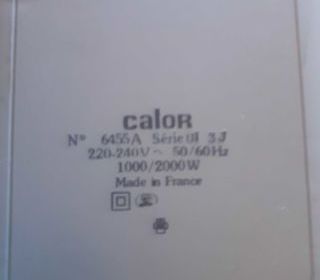 calor
N° 6455A Série 01 3J
220-240V ~ 50/60Hz
1000/2000W
Made in France